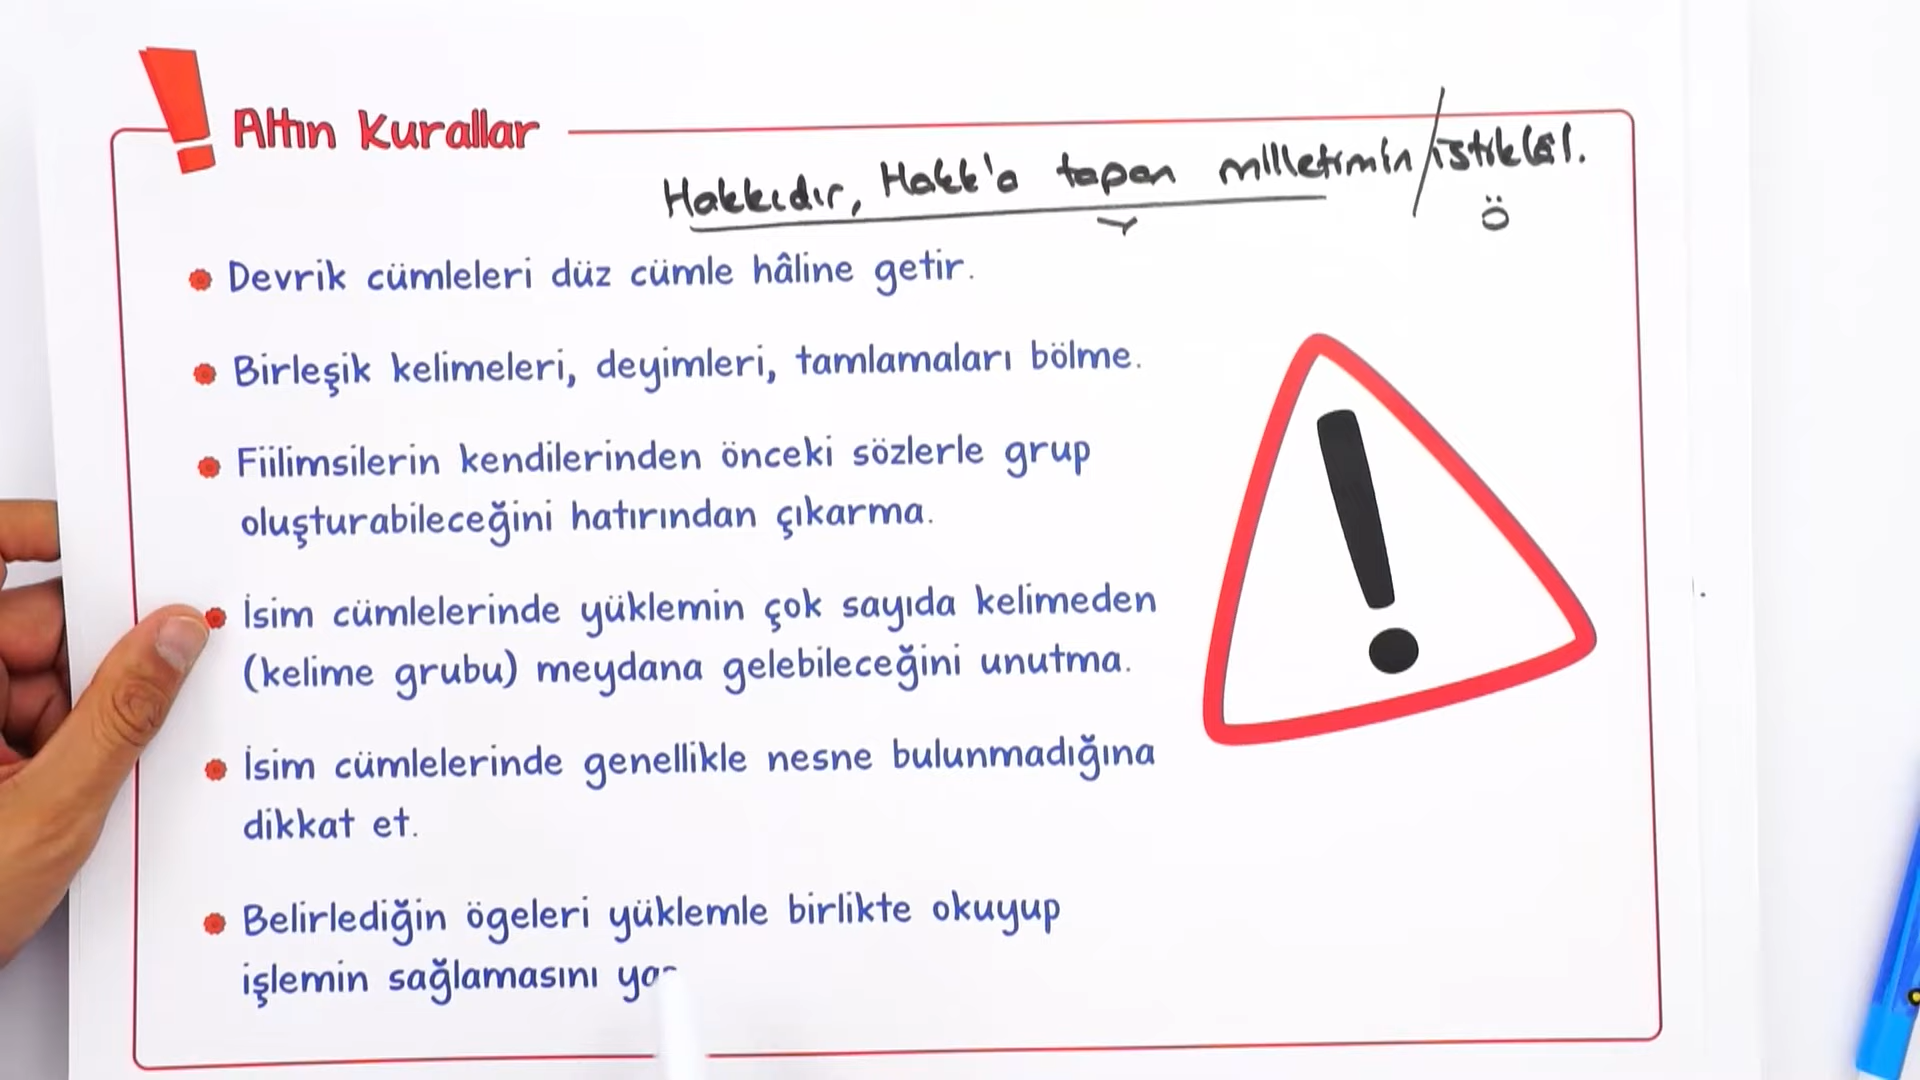 Altın Kurallar
Hakkıdır, Hakk'a tapan milletimin / istiklâl.
Y
Ö
Devrik cümleleri düz cümle hâline getir.
Birleşik kelimeleri, deyimleri, tamlamaları bölme.
Fiilimsilerin kendilerinden önceki sözlerle grup
oluşturabileceğini hatırından çıkarma.
İsim cümlelerinde yüklemin çok sayıda kelimeden
(kelime grubu) meydana gelebileceğini unutma.
İsim cümlelerinde genellikle nesne bulunmadığına
dikkat et.
Belirlediğin ögeleri yüklemle birlikte okuyup
işlemin sağlamasını